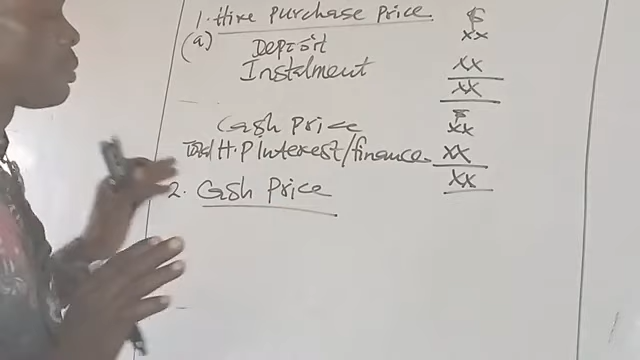 1. Hire Purchase Price $
(a) xx
Deposit
Instalment xx
xx
Cash Price $
xx
Total H.P Interest/finance. xx
2. Cash Price xx